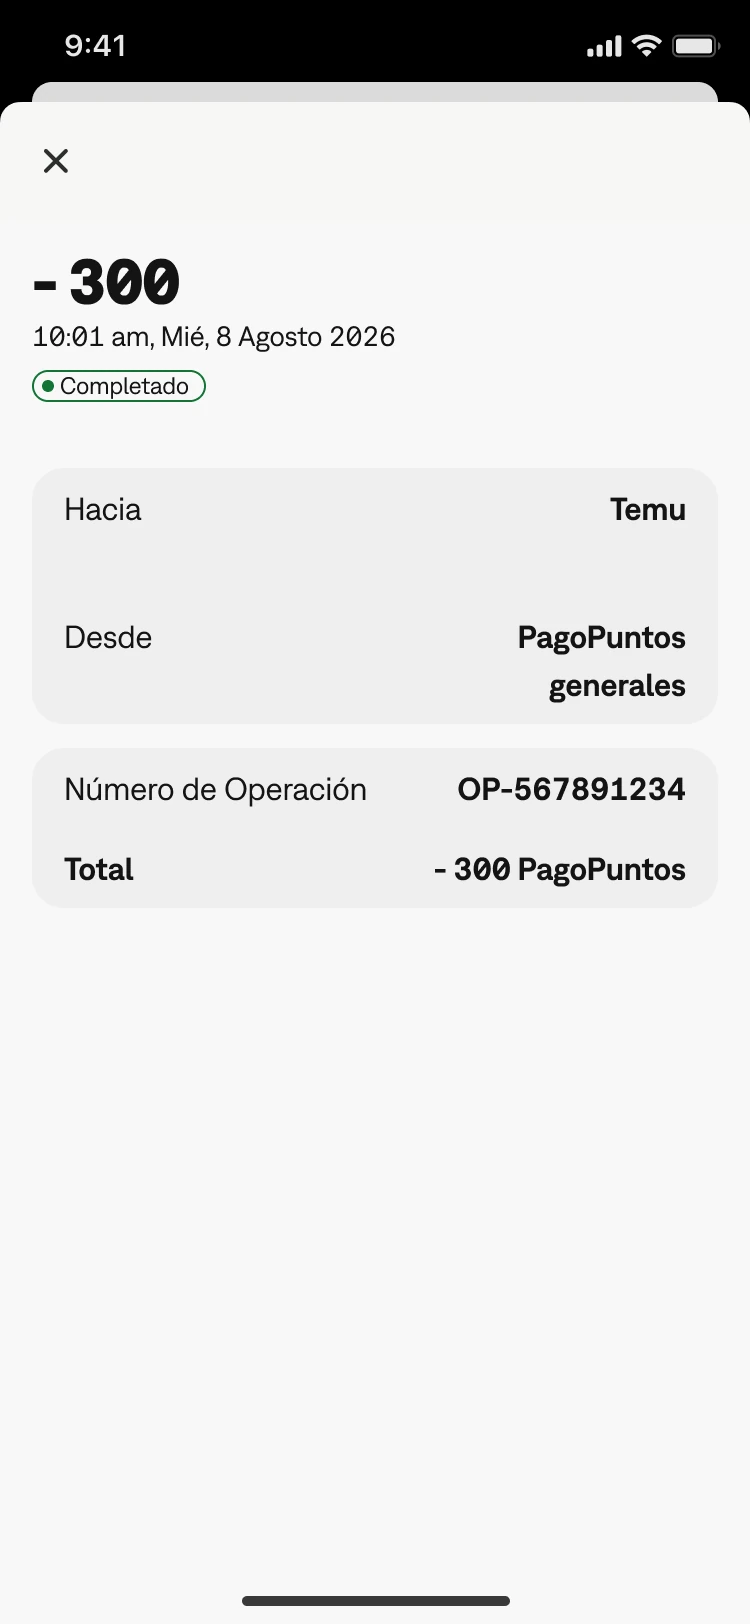 9:41
- 300
10:01 am, Mié, 8 Agosto 2026
Completado
Hacia
Temu
Desde
PagoPuntos
generales
Número de Operación
OP-567891234
Total
- 300 PagoPuntos